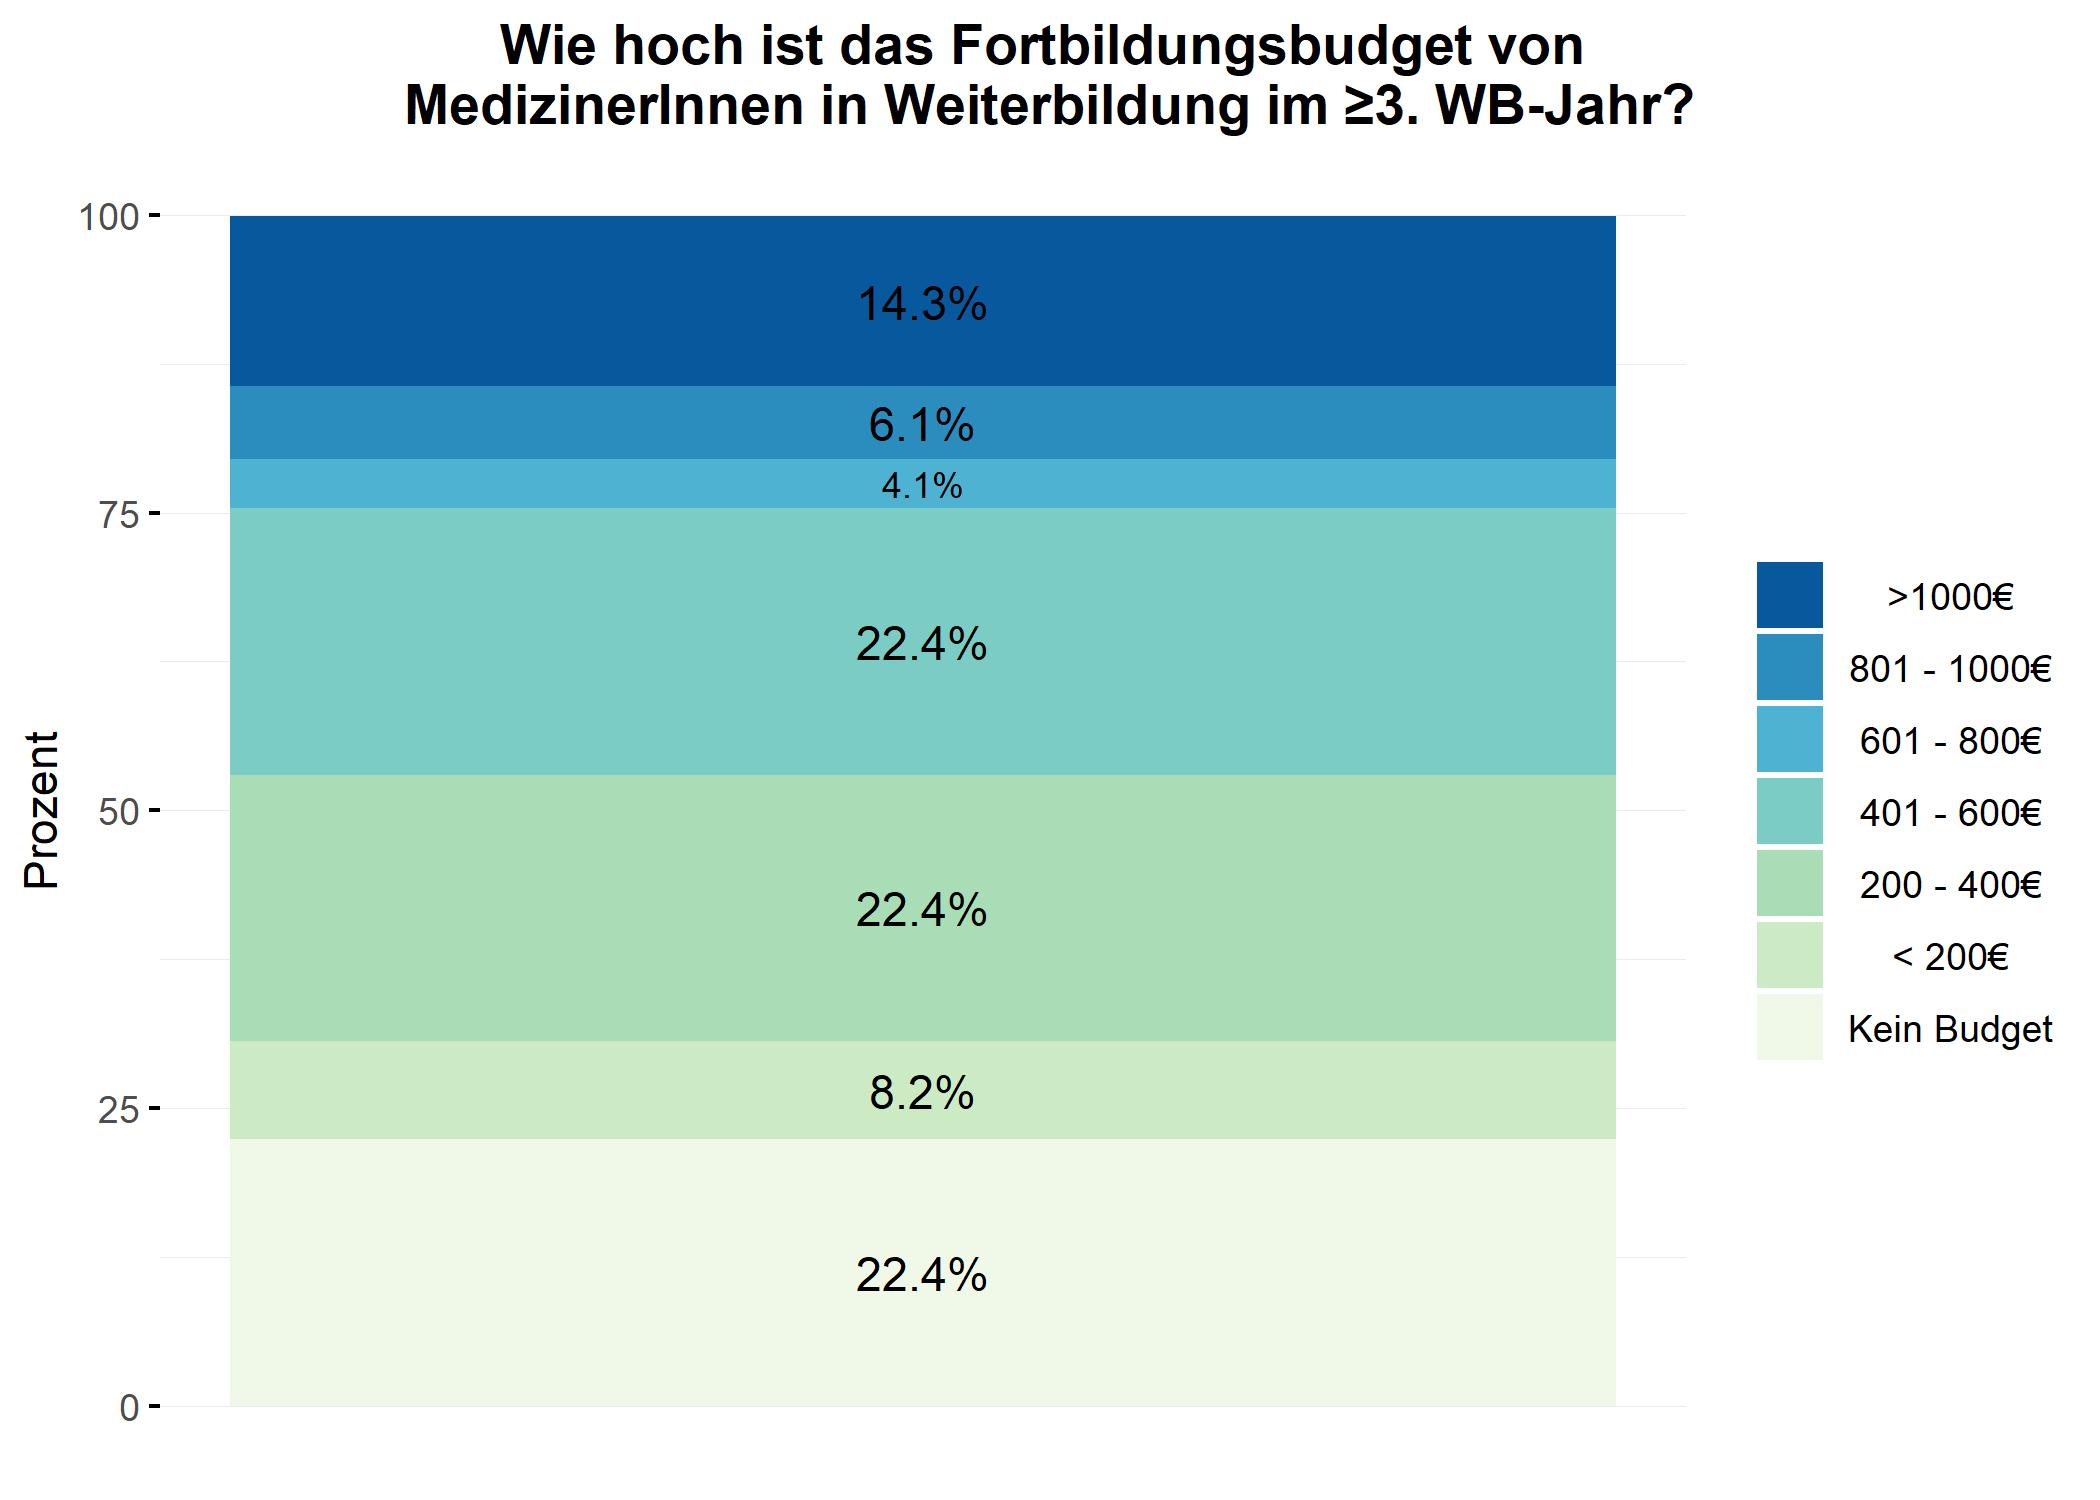 Wie hoch ist das Fortbildungsbudget von
MedizinerInnen in Weiterbildung im ≥3. WB-Jahr?
Prozent
100
75
50
25
0
14.3%
6.1%
4.1%
22.4%
22.4%
8.2%
22.4%
>1000€
801 - 1000€
601 - 800€
401 - 600€
200 - 400€
< 200€
Kein Budget